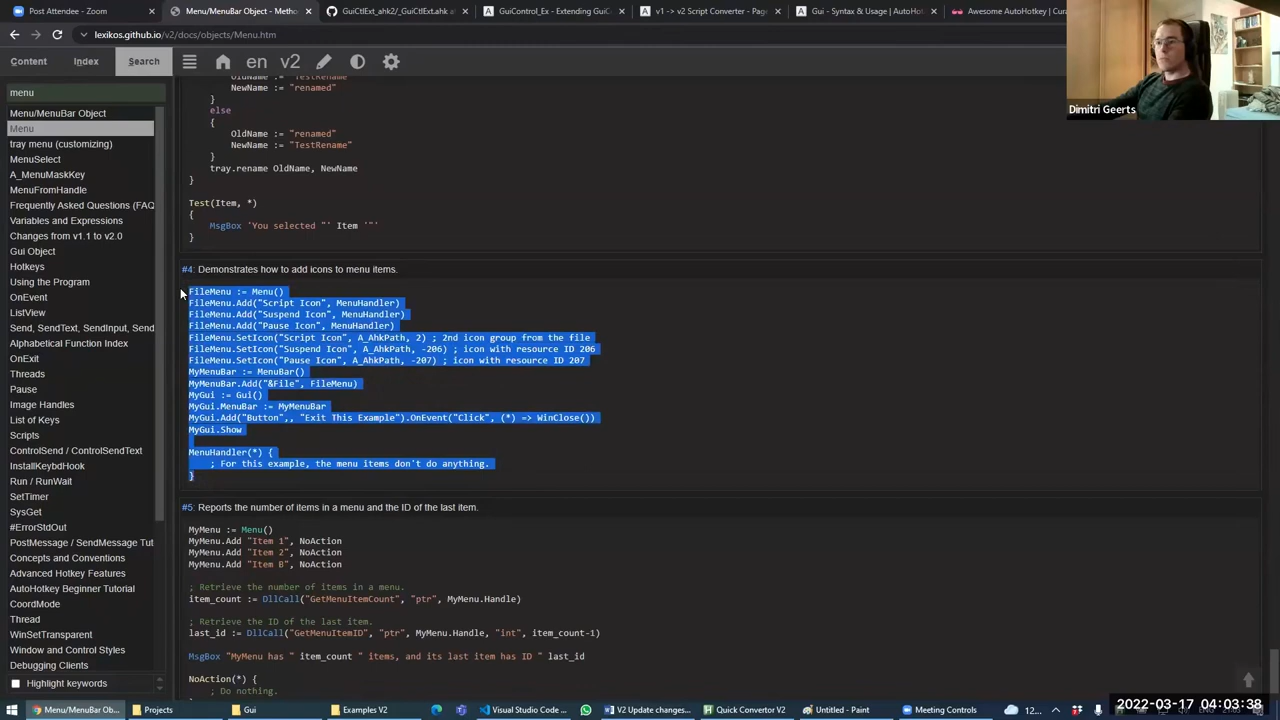 Post Attendee - Zoom
Menu/MenuBar Object - Metho
GuiCtlExt_ahk2/_GuiCtlExt.ahk a
GuiControl_Ex - Extending GuiC
v1 -> v2 Script Converter - Page
Gui - Syntax & Usage | AutoHot
Awesome AutoHotkey | Cura
lexikos.github.io/v2/docs/objects/Menu.htm
Content
Index
Search
en
v2
menu
Menu/MenuBar Object
Menu
tray menu (customizing)
MenuSelect
A_MenuMaskKey
MenuFromHandle
Frequently Asked Questions (FAQ
Variables and Expressions
Changes from v1.1 to v2.0
Gui Object
Hotkeys
Using the Program
OnEvent
ListView
Send, SendText, SendInput, Send
Alphabetical Function Index
OnExit
Threads
Pause
Image Handles
List of Keys
Scripts
ControlSend / ControlSendText
InstallKeybdHook
Run / RunWait
SetTimer
SysGet
#ErrorStdOut
PostMessage / SendMessage Tut
Concepts and Conventions
Advanced Hotkey Features
AutoHotkey Beginner Tutorial
CoordMode
Thread
WinSetTransparent
Window and Control Styles
Debugging Clients
Highlight keywords
OldName := "TestRename"
NewName := "renamed"
}
else
{
OldName := "renamed"
NewName := "TestRename"
}
tray.rename OldName, NewName
}
Test(Item, *)
{
MsgBox 'You selected "' Item '"'
}
#4: Demonstrates how to add icons to menu items.
FileMenu := Menu()
FileMenu.Add("Script Icon", MenuHandler)
FileMenu.Add("Suspend Icon", MenuHandler)
FileMenu.Add("Pause Icon", MenuHandler)
FileMenu.SetIcon("Script Icon", A_AhkPath, 2) ; 2nd icon group from the file
FileMenu.SetIcon("Suspend Icon", A_AhkPath, -206) ; icon with resource ID 206
FileMenu.SetIcon("Pause Icon", A_AhkPath, -207) ; icon with resource ID 207
MyMenuBar := MenuBar()
MyMenuBar.Add("&File", FileMenu)
MyGui := Gui()
MyGui.MenuBar := MyMenuBar
MyGui.Add("Button",, "Exit This Example").OnEvent("Click", (*) => WinClose())
MyGui.Show
MenuHandler(*) {
; For this example, the menu items don't do anything.
}
#5: Reports the number of items in a menu and the ID of the last item.
MyMenu := Menu()
MyMenu.Add "Item 1", NoAction
MyMenu.Add "Item 2", NoAction
MyMenu.Add "Item B", NoAction
; Retrieve the number of items in a menu.
item_count := DllCall("GetMenuItemCount", "ptr", MyMenu.Handle)
; Retrieve the ID of the last item.
last_id := DllCall("GetMenuItemID", "ptr", MyMenu.Handle, "int", item_count-1)
MsgBox "MyMenu has " item_count " items, and its last item has ID " last_id
NoAction(*) {
; Do nothing.
Dimitri Geerts
Menu/MenuBar Ob...
Projects
Gui
Examples V2
Visual Studio Code ...
V2 Update changes...
Quick Convertor V2
Untitled - Paint
Meeting Controls
12...
2022-03-17 04:03:38